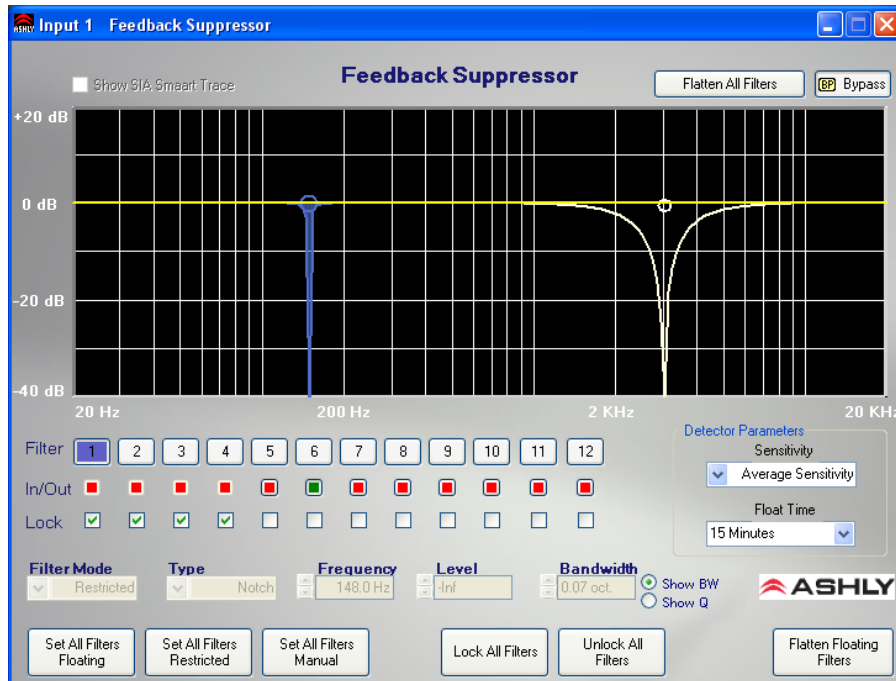 ASHLY Input 1 Feedback Suppressor
Show SIA Smaart Trace
Feedback Suppressor
Flatten All Filters
BP Bypass
+20 dB
0 dB
-20 dB
-40 dB
20 Hz 200 Hz 2 KHz 20 KHz
Filter 1 2 3 4 5 6 7 8 9 10 11 12
In/Out
Lock
Detector Parameters
Sensitivity
Average Sensitivity
Float Time
15 Minutes
Filter Mode Type Frequency Level Bandwidth
Restricted Notch 148.0 Hz -Inf 0.07 oct.
Show BW
Show Q
ASHLY
Set All Filters
Floating
Set All Filters
Restricted
Set All Filters
Manual
Lock All Filters
Unlock All
Filters
Flatten Floating
Filters